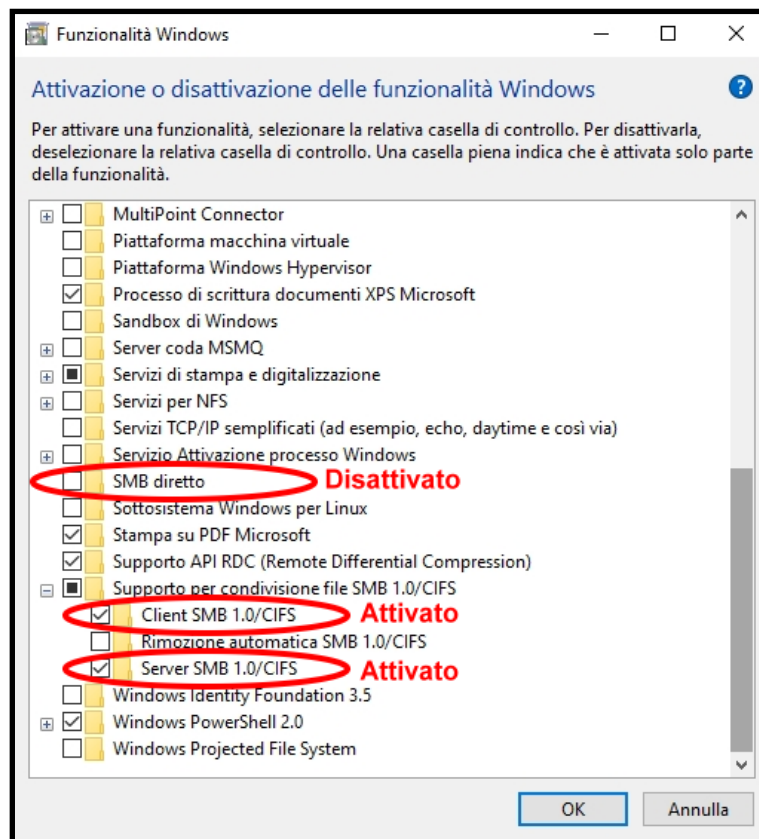 Funzionalità Windows
Attivazione o disattivazione delle funzionalità Windows
?
Per attivare una funzionalità, selezionare la relativa casella di controllo. Per disattivarla,
deselezionare la relativa casella di controllo. Una casella piena indica che è attivata solo parte
della funzionalità.
MultiPoint Connector
Piattaforma macchina virtuale
Piattaforma Windows Hypervisor
Processo di scrittura documenti XPS Microsoft
Sandbox di Windows
Server coda MSMQ
Servizi di stampa e digitalizzazione
Servizi per NFS
Servizi TCP/IP semplificati (ad esempio, echo, daytime e così via)
Servizio Attivazione processo Windows
SMB diretto Disattivato
Sottosistema Windows per Linux
Stampa su PDF Microsoft
Supporto API RDC (Remote Differential Compression)
Supporto per condivisione file SMB 1.0/CIFS
Client SMB 1.0/CIFS Attivato
Rimozione automatica SMB 1.0/CIFS
Server SMB 1.0/CIFS Attivato
Windows Identity Foundation 3.5
Windows PowerShell 2.0
Windows Projected File System
OK Annulla